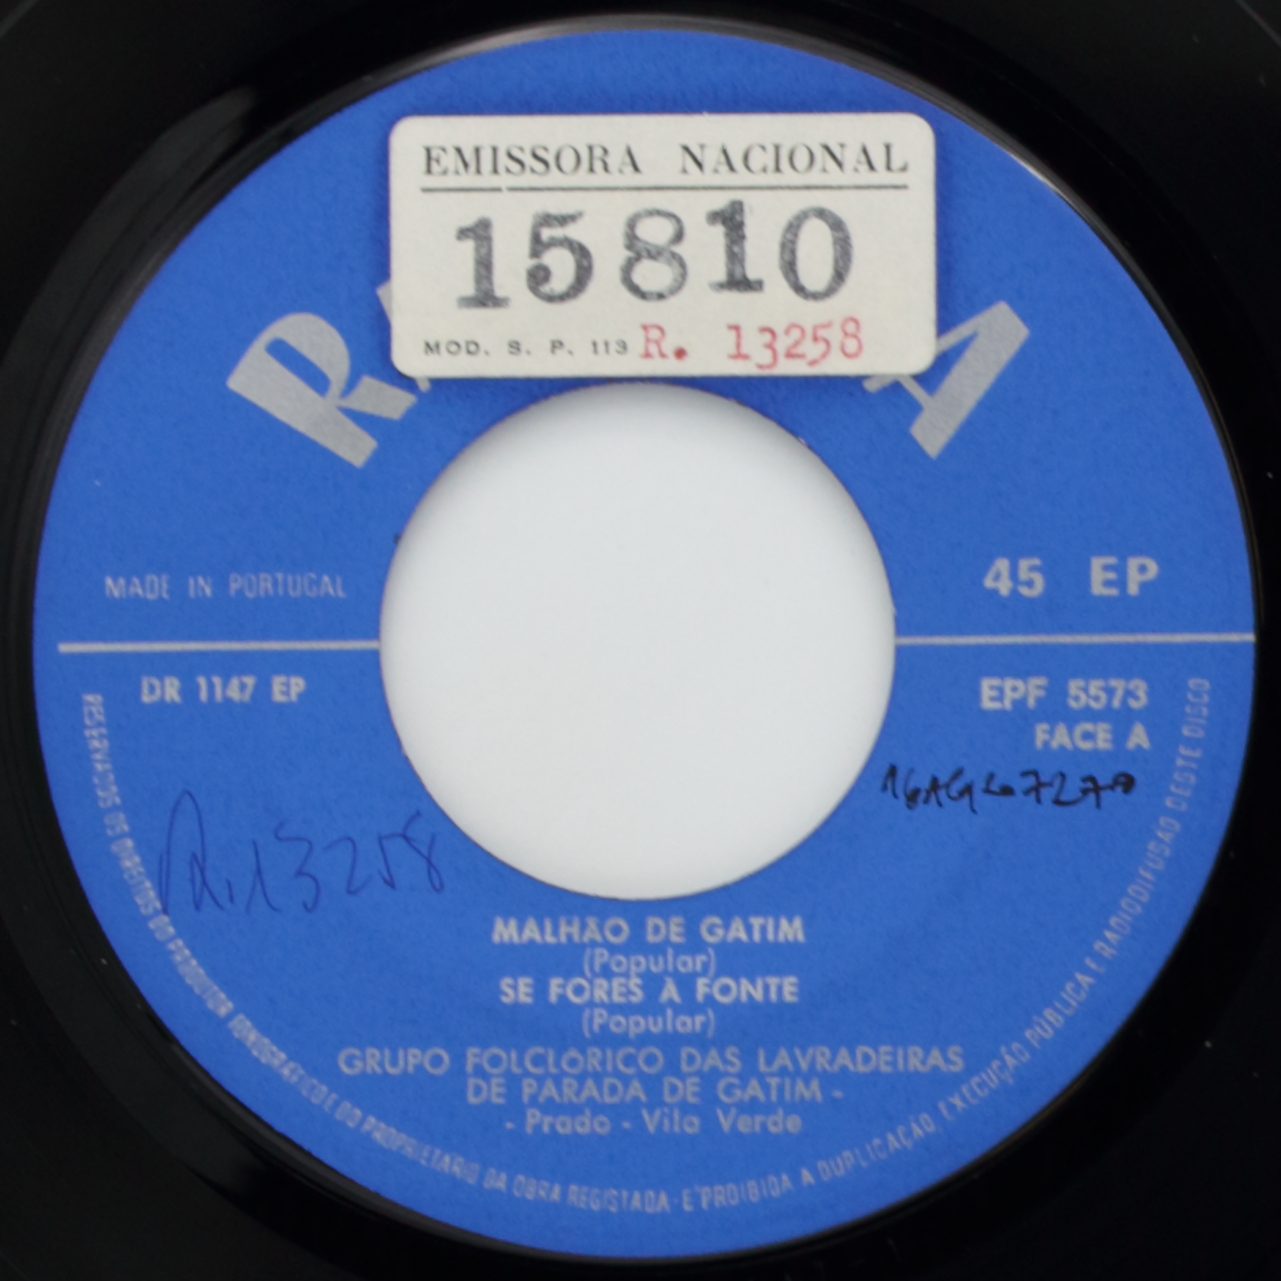 EMISSORA NACIONAL
15810
MOD. S. P. 113 R. 13258
MADE IN PORTUGAL
45 EP
DR 1147 EP
EPF 5573
FACE A
R. 13258
MALHÃO DE GATIM
(Popular)
SE FORES À FONTE
(Popular)
GRUPO FOLCLÓRICO DAS LAVRADEIRAS
DE PARADA DE GATIM -
- Prado - Vila Verde
RESERVADOS OS DIREITOS DO PRODUTOR FONOGRÁFICO E DO PROPRIETÁRIO DA OBRA REGISTADA - É PROIBIDA A DUPLICAÇÃO, EXECUÇÃO PÚBLICA E RADIODIFUSÃO DESTE DISCO